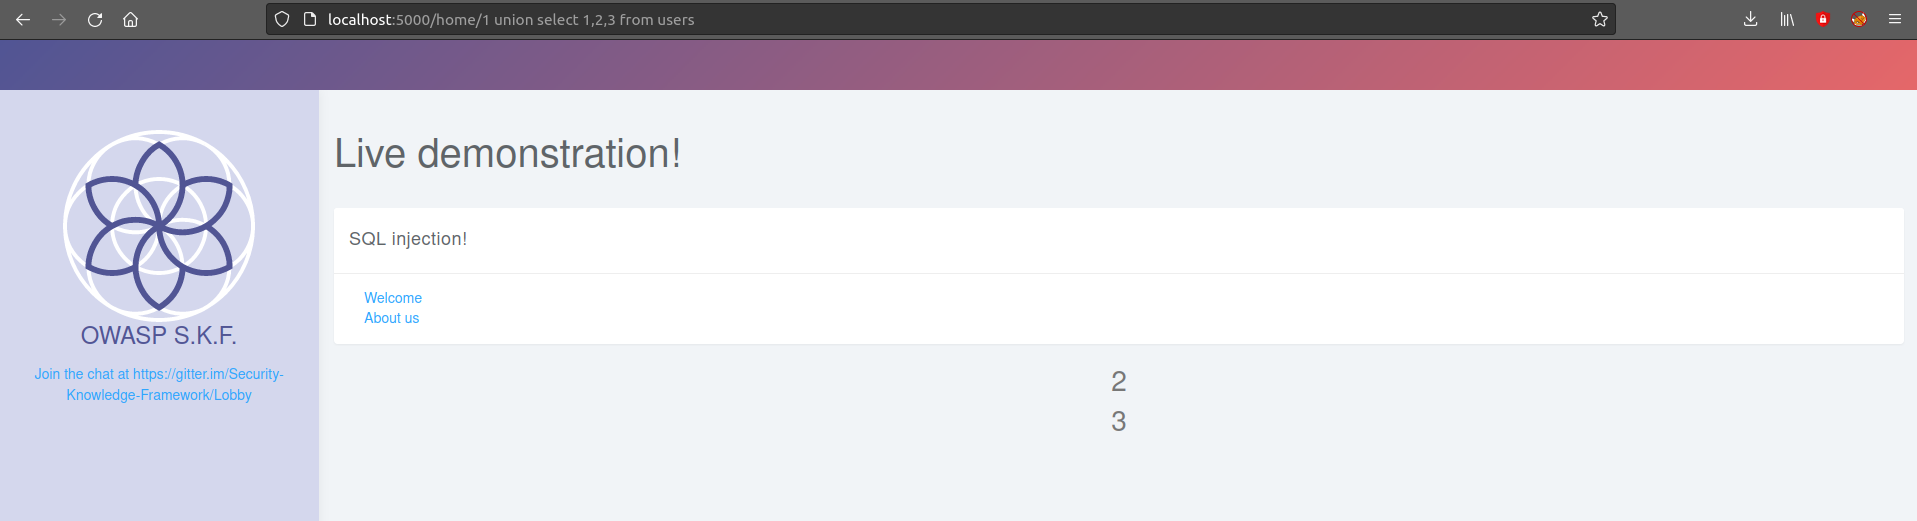 localhost:5000/home/1 union select 1,2,3 from users
Live demonstration!
SQL injection!
Welcome
About us
OWASP S.K.F.
Join the chat at https://gitter.im/Security-
Knowledge-Framework/Lobby
2
3